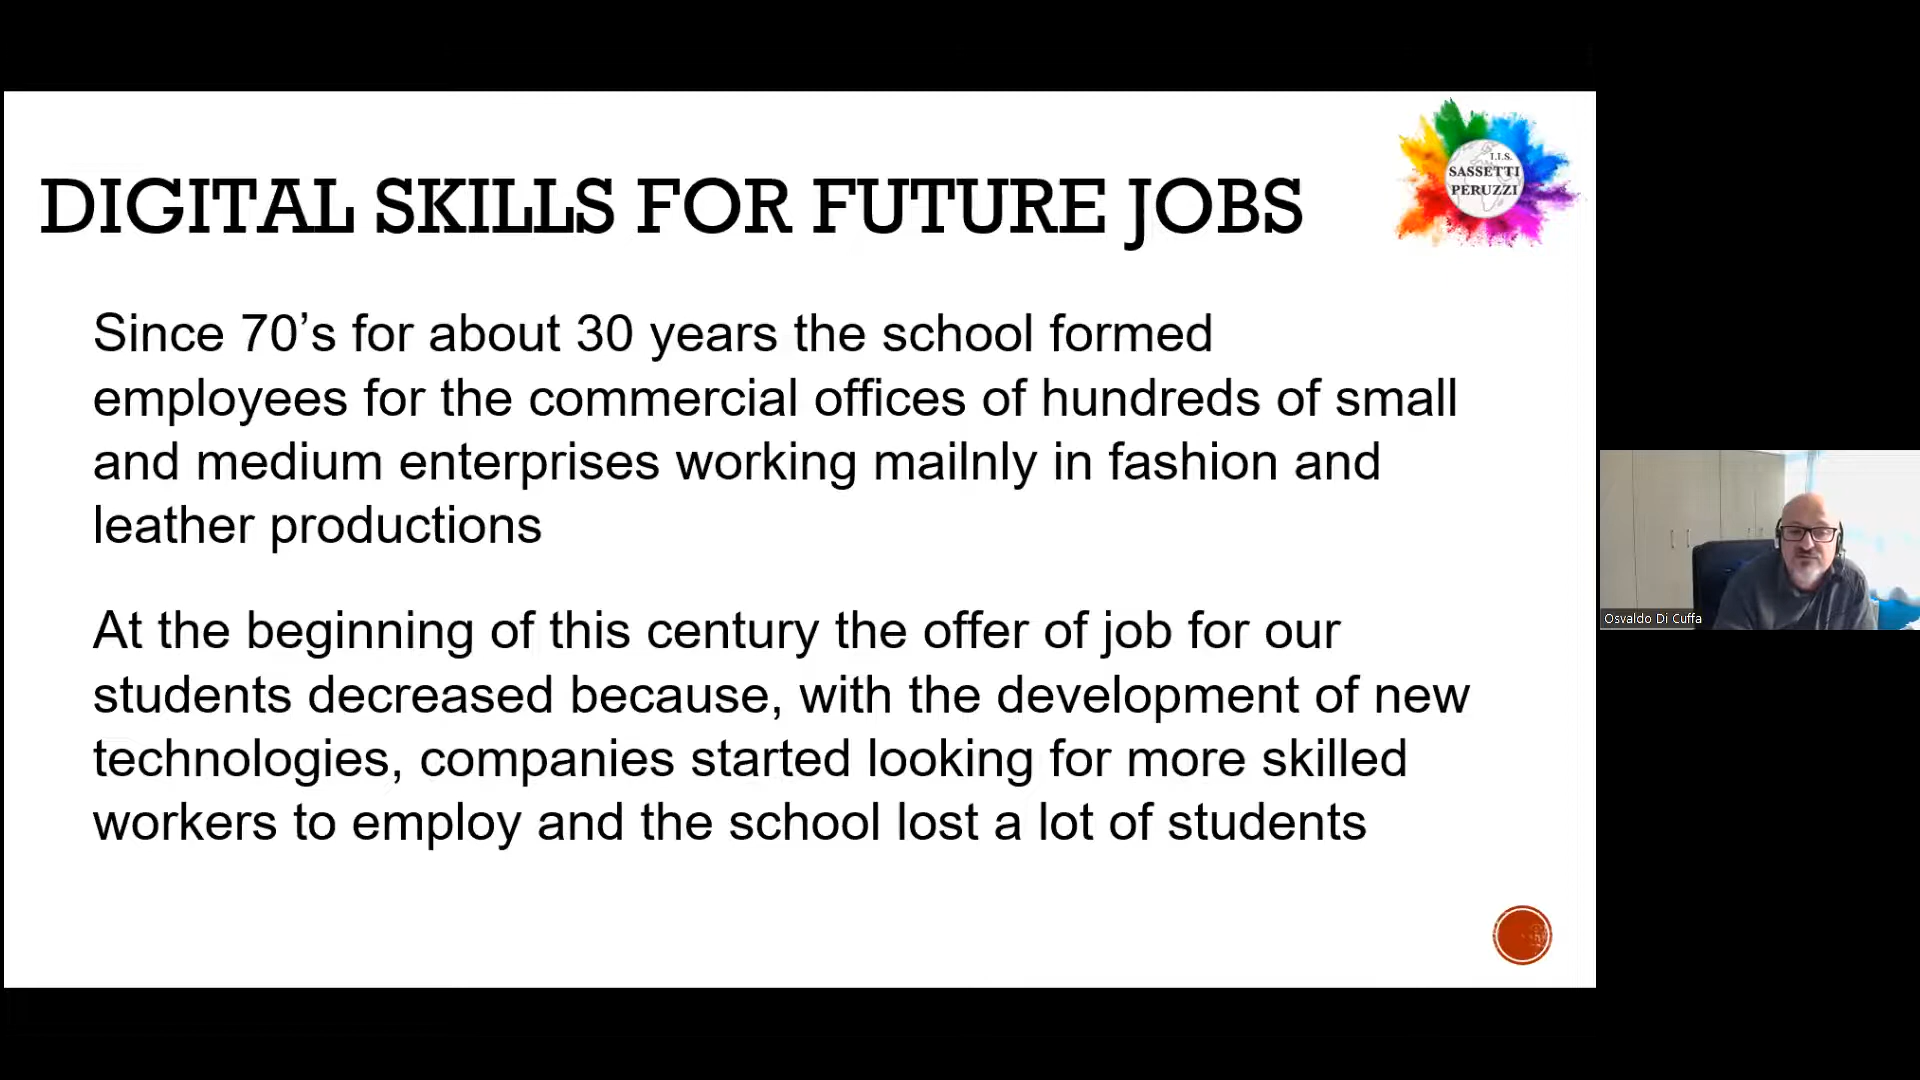 I.I.S.
SASSETTI
PERUZZI
DIGITAL SKILLS FOR FUTURE JOBS
Since 70’s for about 30 years the school formed
employees for the commercial offices of hundreds of small
and medium enterprises working mailnly in fashion and
leather productions
At the beginning of this century the offer of job for our
students decreased because, with the development of new
technologies, companies started looking for more skilled
workers to employ and the school lost a lot of students
Osvaldo Di Cuffa